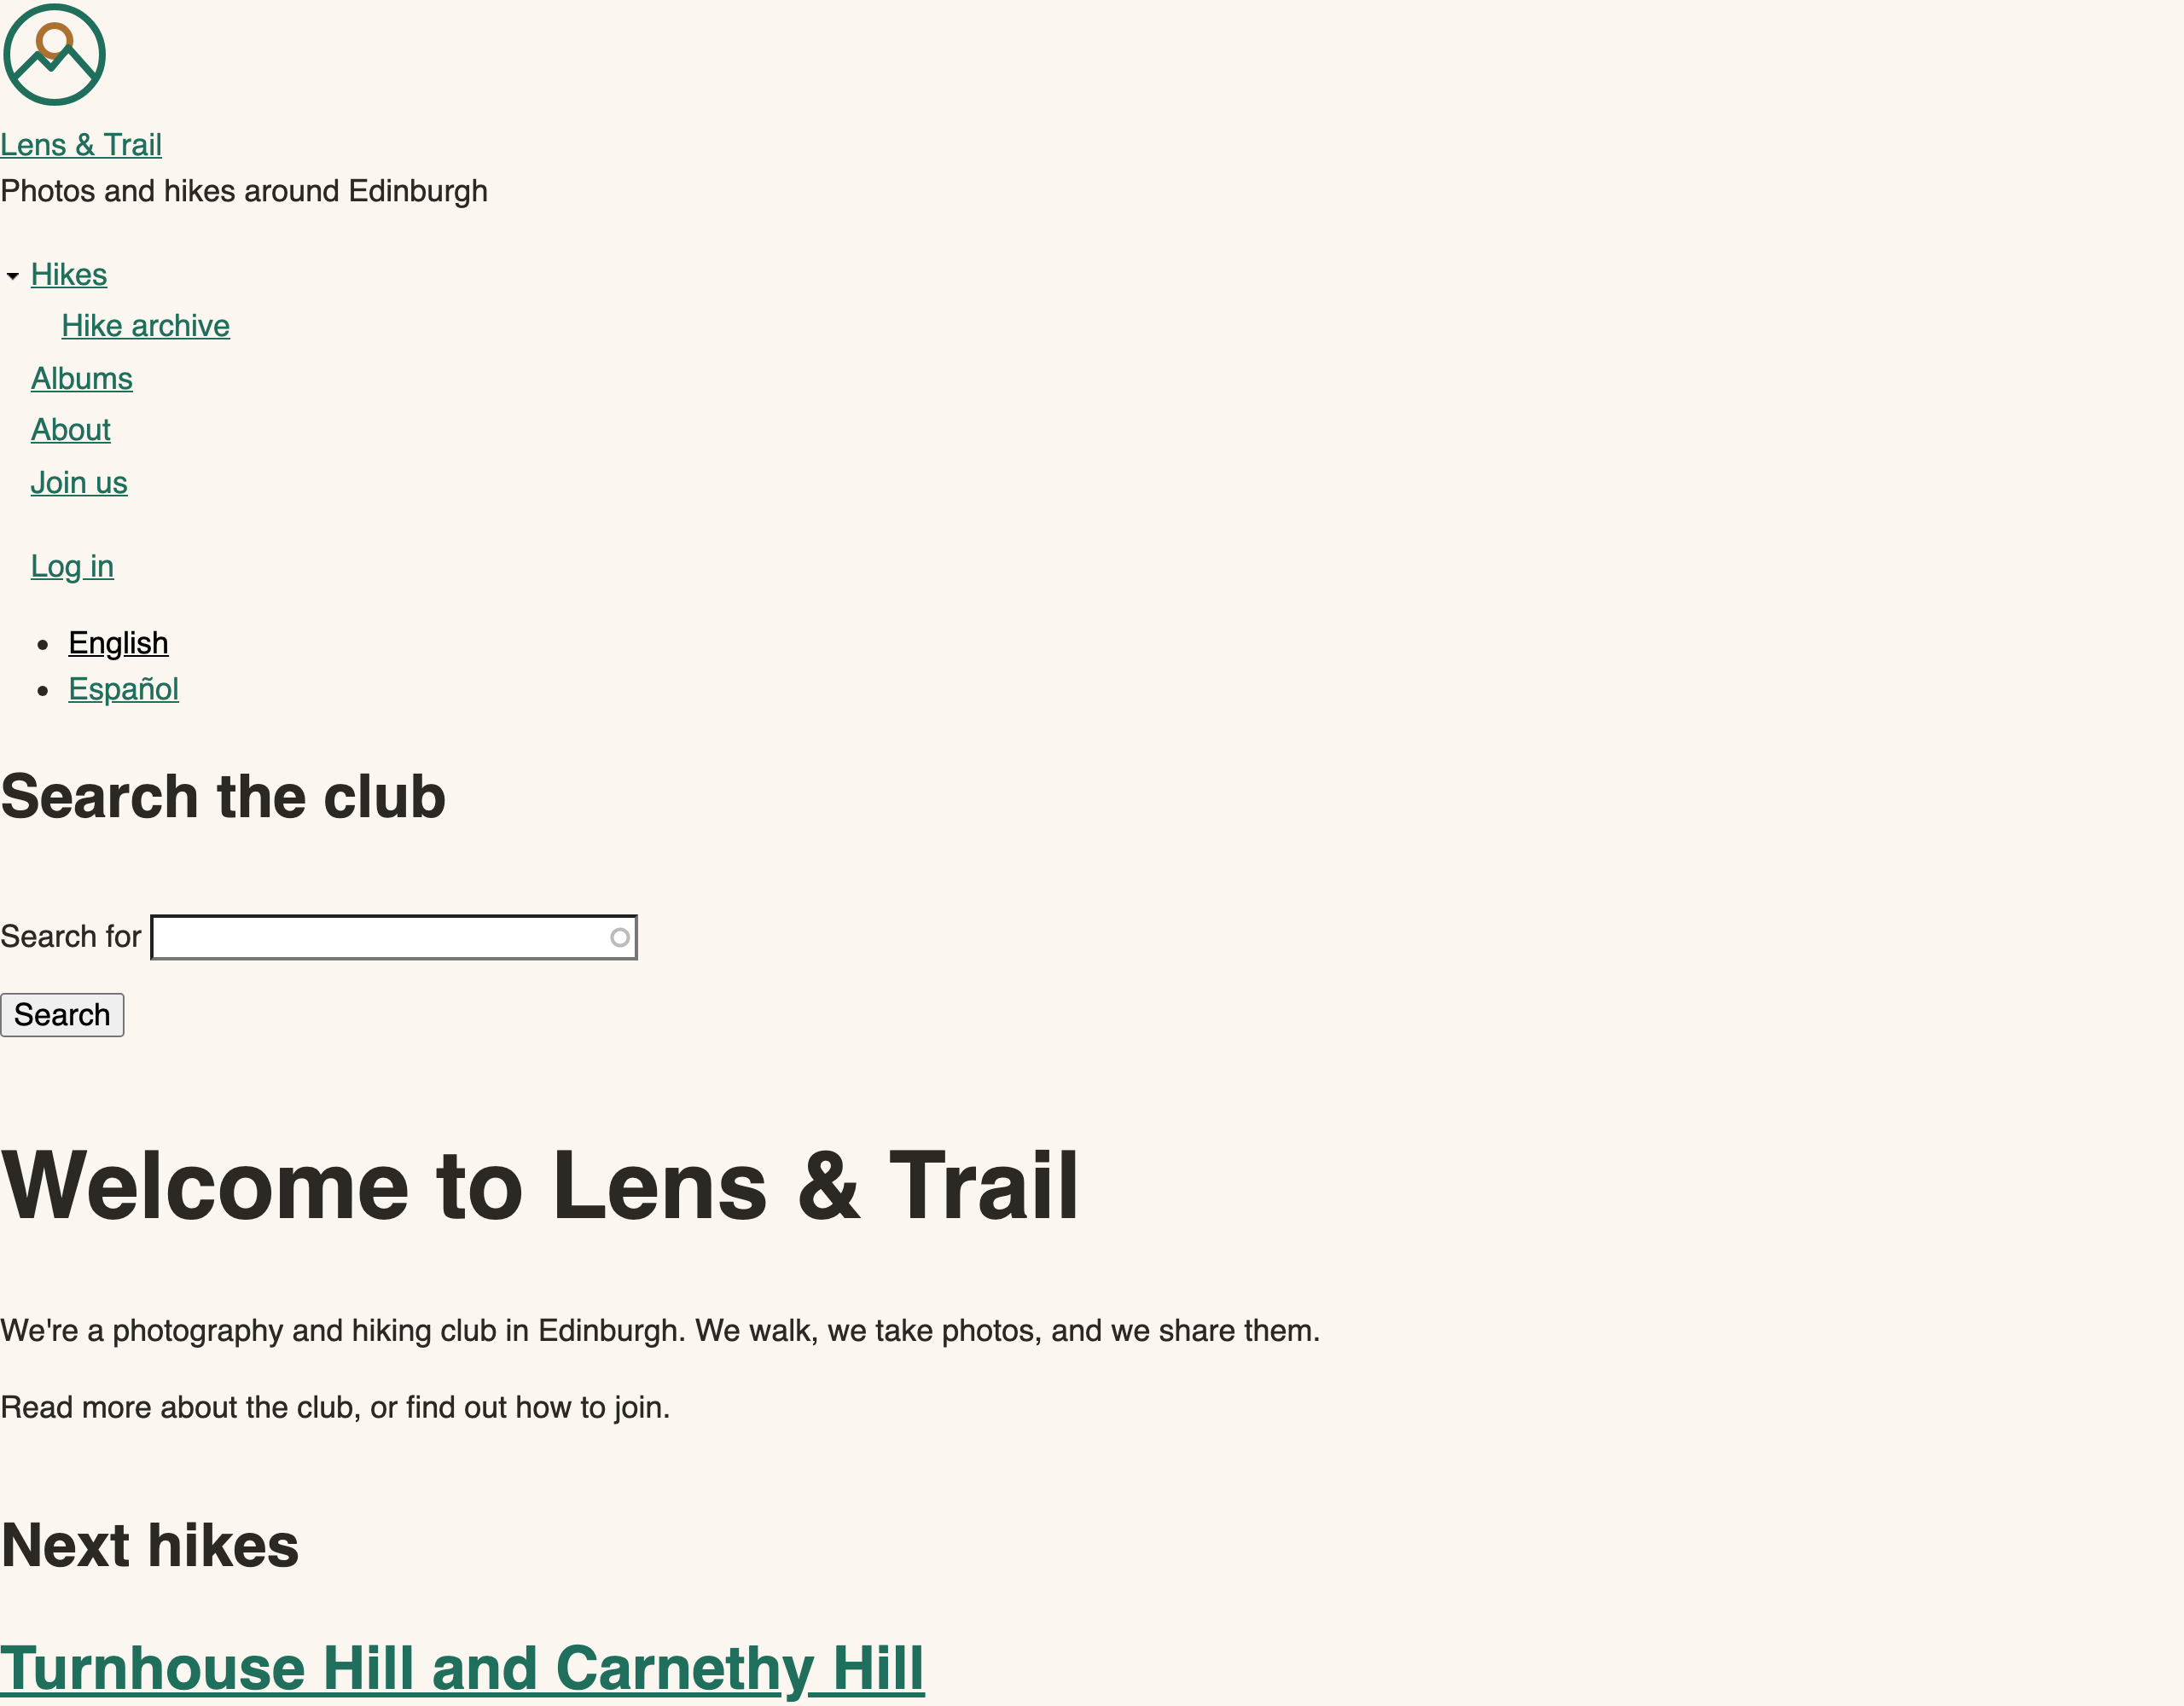 Lens & Trail
Photos and hikes around Edinburgh
Hikes
Hike archive
Albums
About
Join us
Log in
English
Español
Search the club
Search for
Search
Welcome to Lens & Trail
We're a photography and hiking club in Edinburgh. We walk, we take photos, and we share them.
Read more about the club, or find out how to join.
Next hikes
Turnhouse Hill and Carnethy Hill